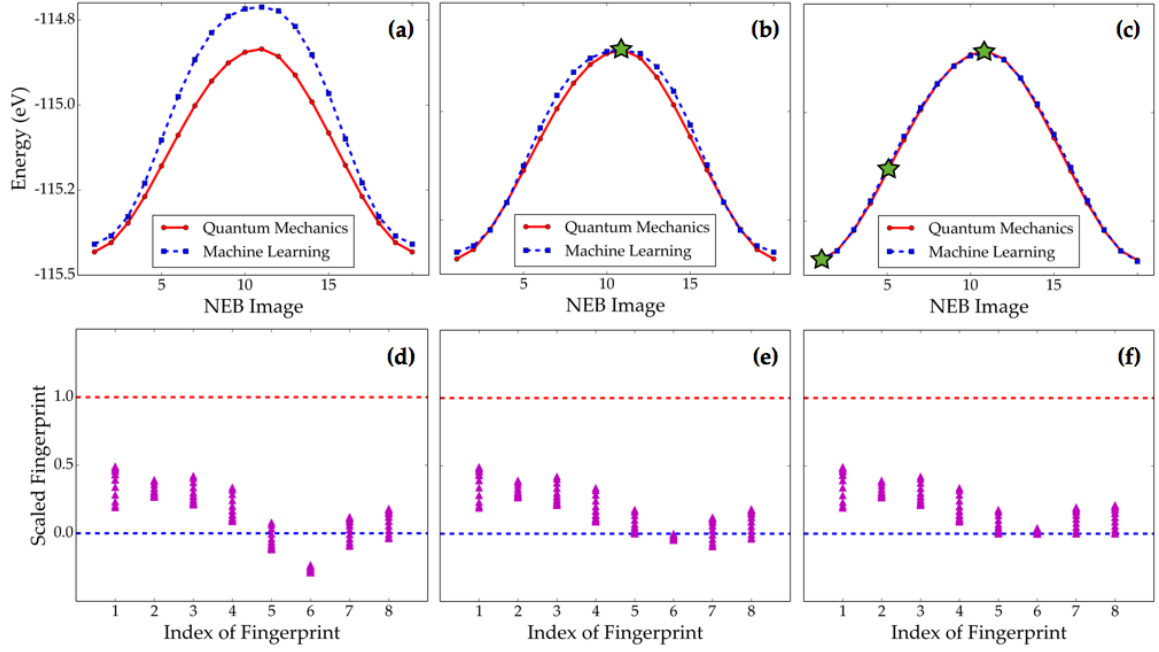 (a)
(b)
(c)
Energy (eV)
-114.8
-115.0
-115.2
-115.5
Quantum Mechanics
Machine Learning
Quantum Mechanics
Machine Learning
Quantum Mechanics
Machine Learning
5 10 15
5 10 15
5 10 15
NEB Image
NEB Image
NEB Image
(d)
(e)
(f)
Scaled Fingerprint
1.0
0.5
0.0
1 2 3 4 5 6 7 8
1 2 3 4 5 6 7 8
1 2 3 4 5 6 7 8
Index of Fingerprint
Index of Fingerprint
Index of Fingerprint